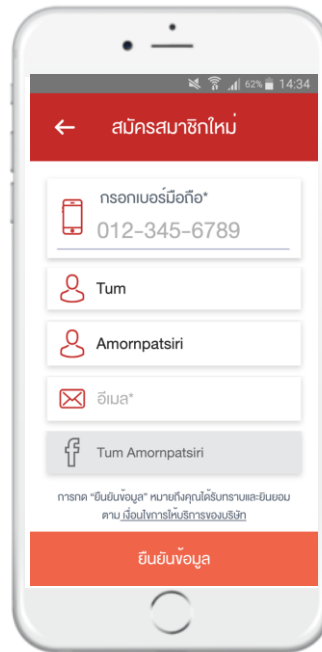 62% 14:34
สมัครสมาชิกใหม่
กรอกเบอร์มือถือ*
012-345-6789
Tum
Amornpatsiri
อีเมล*
Tum Amornpatsiri
การกด “ยืนยันข้อมูล” หมายถึงคุณได้รับทราบและยินยอม
ตาม เงื่อนไขการให้บริการของบริษัท
ยืนยันข้อมูล